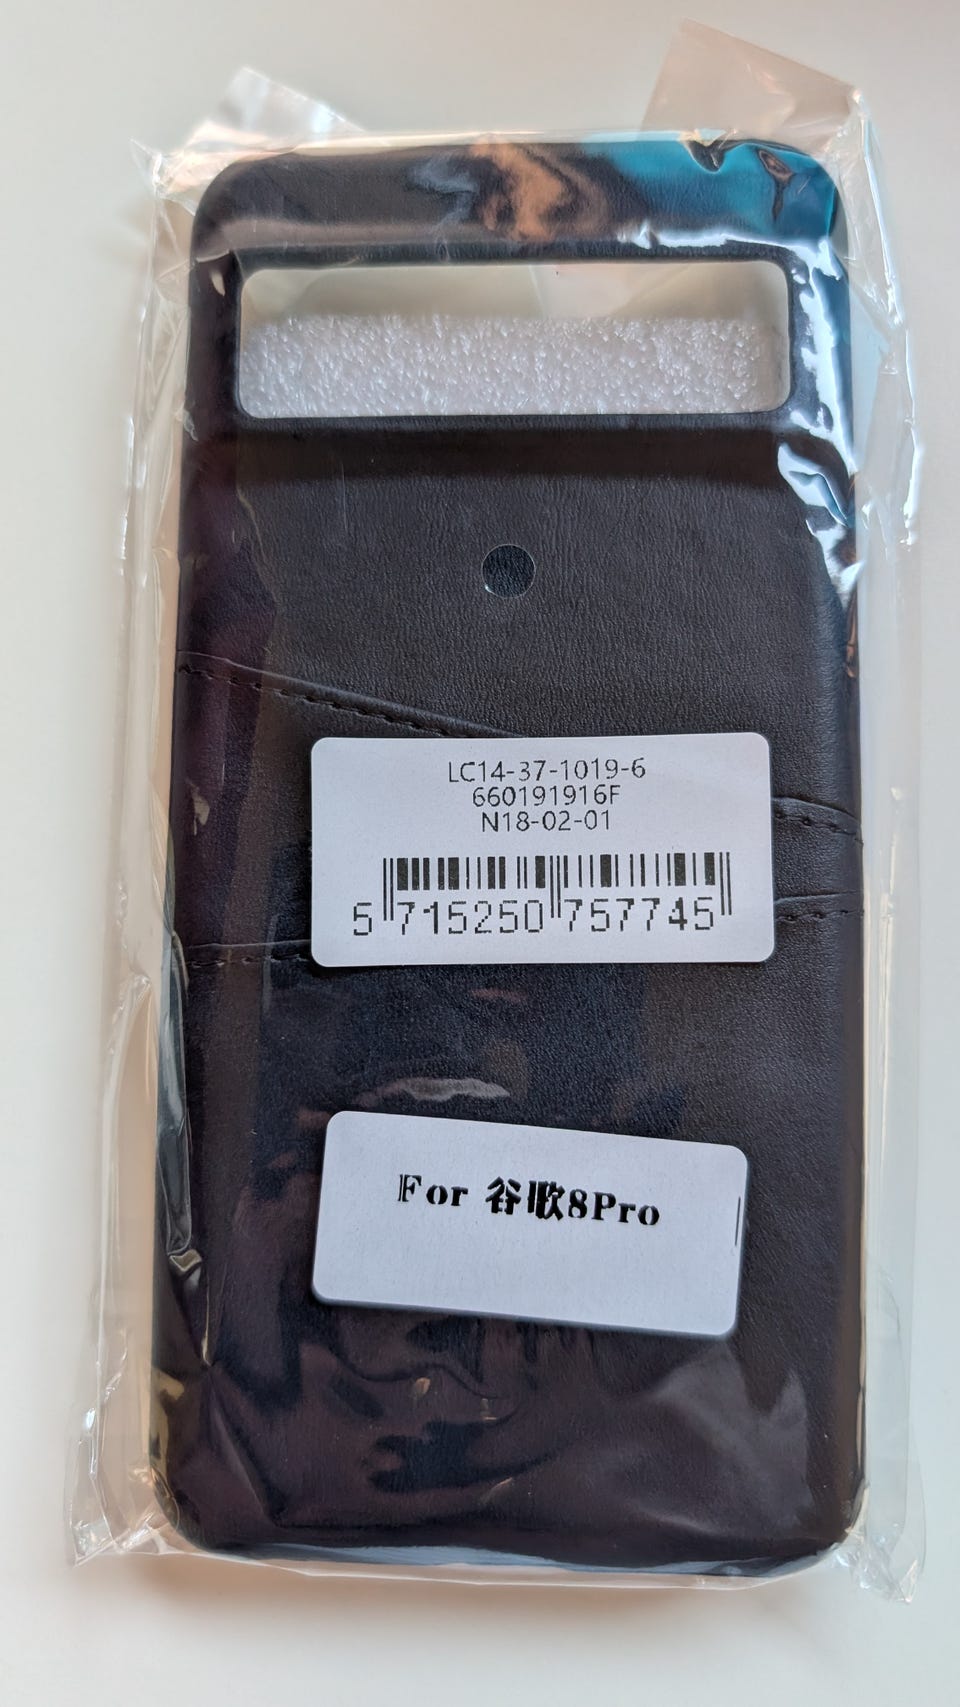 LC14-37-1019-6
660191916F
N18-02-01
5 715250 757745
For 谷歌8Pro